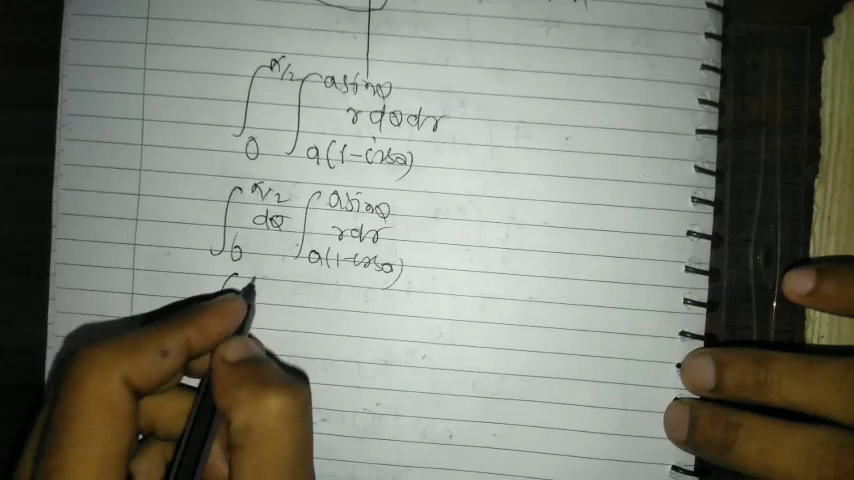 ∫ π/2 ∫ a sinθ
r dθ dr
0 a(1-cosθ)
∫ π/2 ∫ a sinθ
dθ r dr
0 a(1-cosθ)
∫